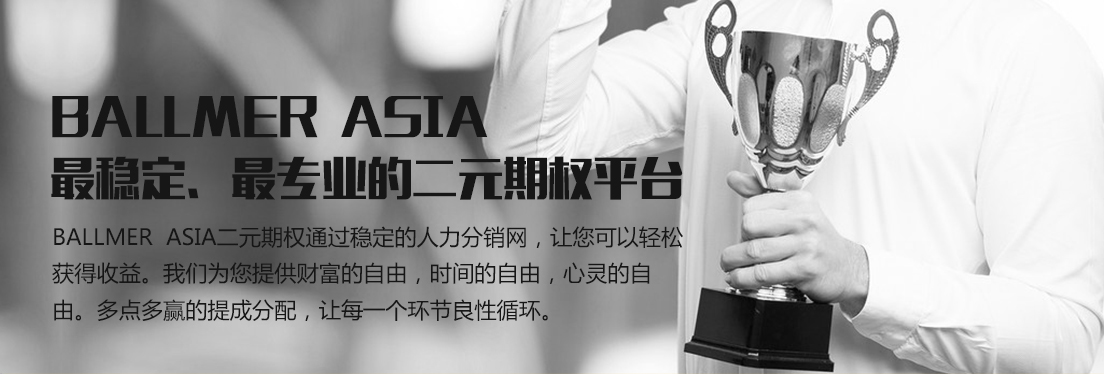 BALLMER ASIA
最稳定、最专业的二元期权平台
BALLMER ASIA二元期权通过稳定的人力分销网，让您可以轻松
获得收益。我们为您提供财富的自由，时间的自由，心灵的自
由。多点多赢的提成分配，让每一个环节良性循环。